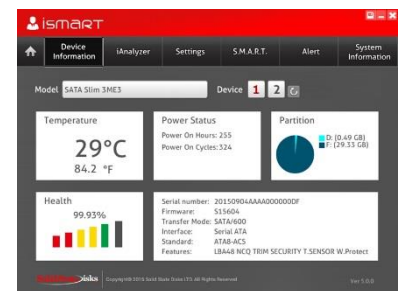 ismart
Device Information
iAnalyzer
Settings
S.M.A.R.T.
Alert
System Information
Model SATA Slim 3ME3
Device 1 2
Temperature
29°C
84.2 °F
Power Status
Power On Hours: 255
Power On Cycles: 324
Partition
D: (0.49 GB)
F: (29.33 GB)
Health
99.93%
Serial number: 20150904AAAA000000DF
Firmware: S15604
Transfer Mode: SATA/600
Interface: Serial ATA
Standard: ATA8-ACS
Features: LBA48 NCQ TRIM SECURITY T.SENSOR W.Protect
Ver 1.0.0